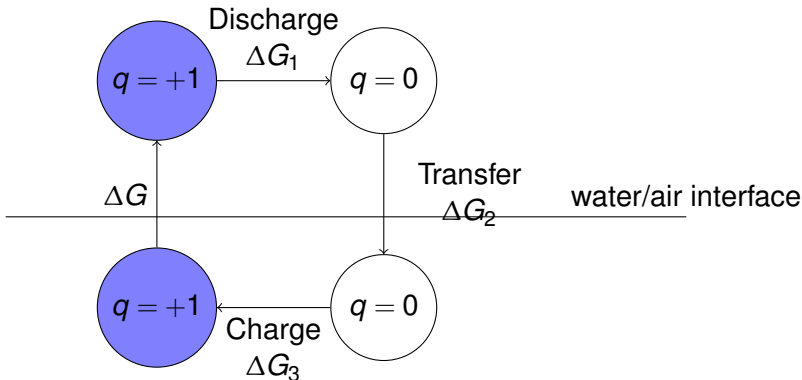 Discharge
ΔG₁
q = +1
q = 0
ΔG
Transfer
ΔG₂
water/air interface
q = +1
q = 0
Charge
ΔG₃